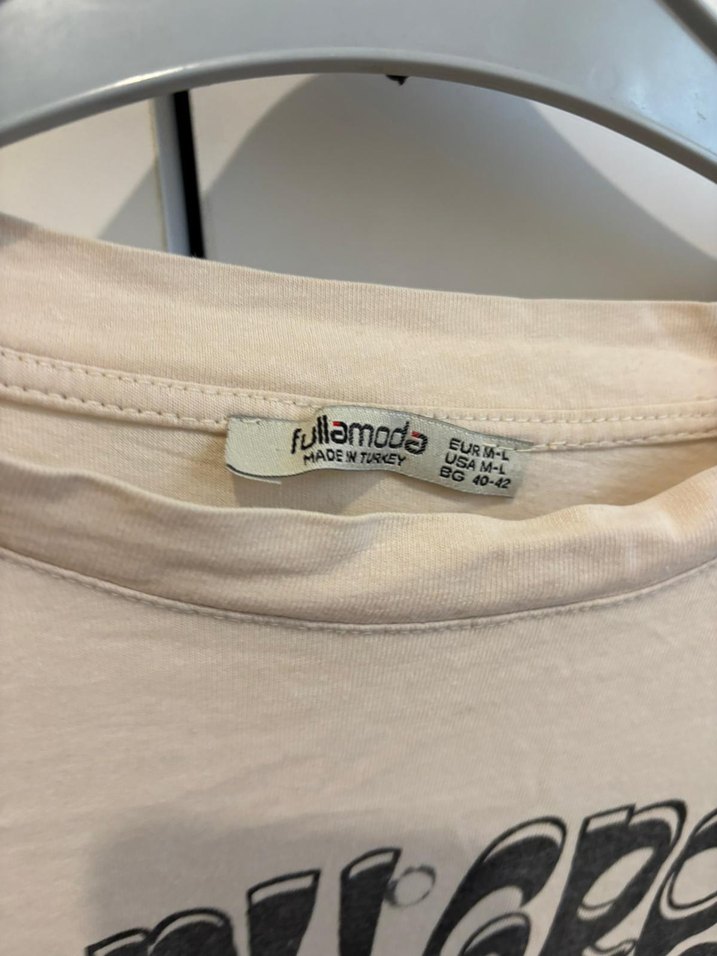 fullamoda
MADE IN TURKEY
EUR M-L
USA M-L
BG 40-42